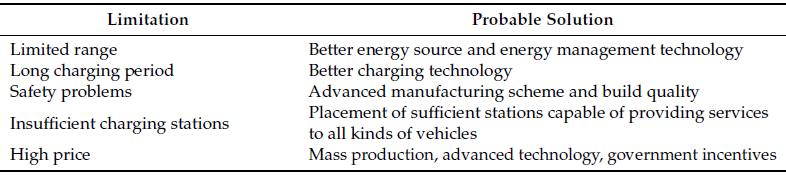 Limitation Probable Solution
Limited range Better energy source and energy management technology
Long charging period Better charging technology
Safety problems Advanced manufacturing scheme and build quality
Insufficient charging stations Placement of sufficient stations capable of providing services
to all kinds of vehicles
High price Mass production, advanced technology, government incentives